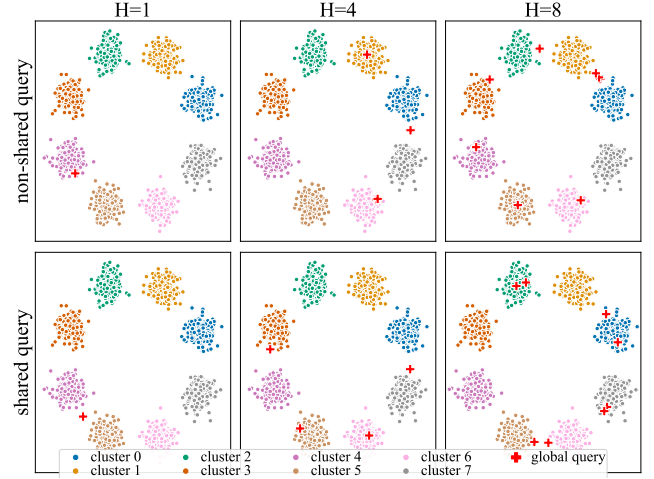 H=1 H=4 H=8
non-shared query
shared query
cluster 0 cluster 2 cluster 4 cluster 6 global query
cluster 1 cluster 3 cluster 5 cluster 7